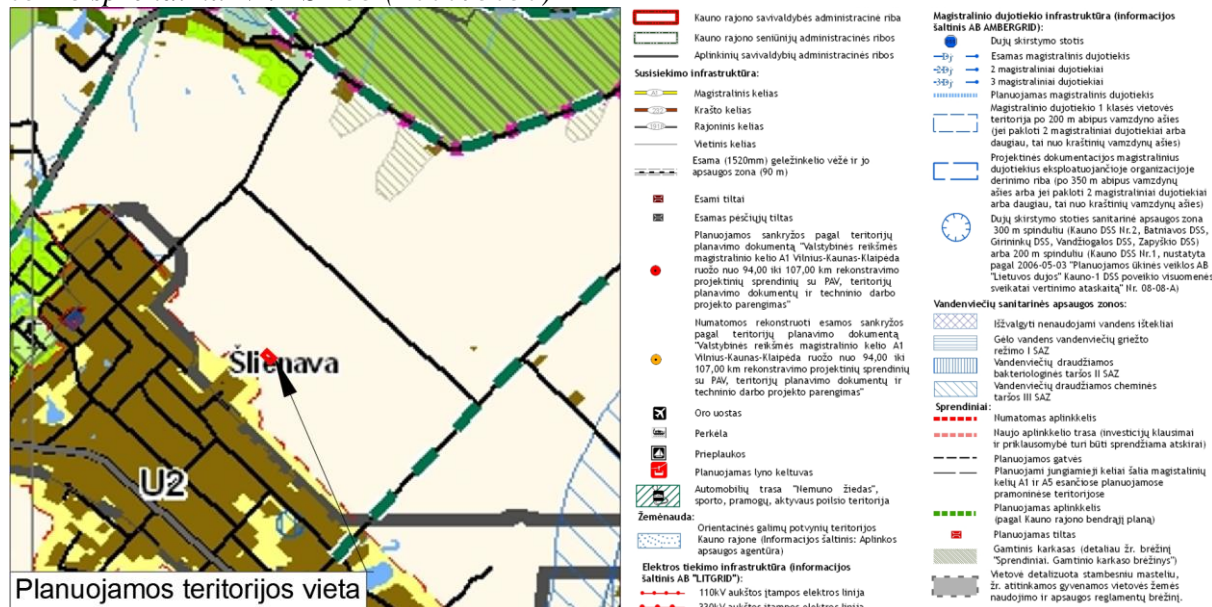 Šlienava
U2
Planuojamos teritorijos vieta
Kauno rajono savivaldybės administracinė riba
Kauno rajono seniūnijų administracinės ribos
Aplinkinių savivaldybių administracinės ribos
Susisiekimo infrastruktūra:
Magistralinis kelias
Krašto kelias
Rajoninis kelias
Vietinis kelias
Esama (1520mm) geležinkelio vėžė ir jo
apsaugos zona (90 m)
Esami tiltai
Esamas pėsčiųjų tiltas
Planuojamos sankryžos pagal teritorijų
planavimo dokumentą "Valstybinės reikšmės
magistralinio kelio A1 Vilnius-Kaunas-Klaipėda
ruožo nuo 94,00 iki 107,00 km rekonstravimo
projektinių sprendinių su PAV, teritorijų
planavimo dokumentų ir techninio darbo
projekto parengimas"
Numatomos rekonstruoti esamos sankryžos
pagal teritorijų planavimo dokumentą
"Valstybinės reikšmės magistralinio kelio A1
Vilnius-Kaunas-Klaipėda ruožo nuo 94,00 iki
107,00 km rekonstravimo projektinių sprendinių
su PAV, teritorijų planavimo dokumentų ir
techninio darbo projekto parengimas"
Oro uostas
Perkėla
Prieplaukos
Planuojamas lyno keltuvas
Automobilių trasa "Nemuno žiedas",
sporto, pramogų, aktyvaus poilsio teritorija
Žemėnauda:
Orientacinės galimų potvynių teritorijos
Kauno rajone (Informacijos šaltinis: Aplinkos
apsaugos agentūra)
Elektros tiekimo infrastruktūra (informacijos
šaltinis AB "LITGRID"):
110kV aukštos įtampos elektros linija
330kV aukštos įtampos elektros linija
Magistralinio dujotiekio infrastruktūra (informacijos
šaltinis AB AMBERGRID):
Dujų skirstymo stotis
Esamas magistralinis dujotiekis
2 magistraliniai dujotiekiai
3 magistraliniai dujotiekiai
Planuojamas magistralinis dujotiekis
Magistralinio dujotiekio 1 klasės vietovės
teritorija po 200 m abipus vamzdyno ašies
(jei pakloti 2 magistraliniai dujotiekiai arba
daugiau, tai nuo kraštinių vamzdynų ašies)
Projektinės dokumentacijos magistralinius
dujotiekius eksploatuojančioje organizacijoje
derinimo riba (po 350 m abipus vamzdynų
ašies arba jei pakloti 2 magistraliniai dujotiekiai
arba daugiau, tai nuo kraštinių vamzdynų ašies)
Dujų skirstymo stoties sanitarinė apsaugos zona
300 m spinduliu (Kauno DSS Nr.2, Batniavos DSS,
Girininkų DSS, Vandžiogalos DSS, Zapyškio DSS)
arba 200 m spinduliu (Kauno DSS Nr.1, nustatyta
pagal 2006-05-03 "Planuojamos ūkinės veiklos AB
"Lietuvos dujos" Kauno-1 DSS poveikio visuomenės
sveikatai vertinimo ataskaitą" Nr. 08-08-A)
Vandenviečių sanitarinės apsaugos zonos:
Išžvalgyti nenaudojami vandens ištekliai
Gėlo vandens vandenviečių griežto
režimo I SAZ
Vandenviečių draudžiamos
bakteriologinės taršos II SAZ
Vandenviečių draudžiamos cheminės
taršos III SAZ
Sprendiniai:
Numatomas aplinkkelis
Naujo aplinkkelio trasa (investicijų klausimai
ir priklausomybė turi būti sprendžiama atskirai)
Planuojamos gatvės
Planuojami jungiamieji keliai šalia magistalinių
kelių A1 ir A5 esančiose planuojamose
pramoninėse teritorijose
Planuojamas aplinkkelis
(pagal Kauno rajono bendrąjį planą)
Planuojamas tiltas
Gamtinis karkasas (detaliau žr. brėžinį
"Sprendiniai. Gamtinio karkaso brėžinys").
Vietovė detalizuota stambesniu masteliu,
žr. atitinkamos gyvenamos vietovės žemės
naudojimo ir apsaugos reglamentų brėžinį.